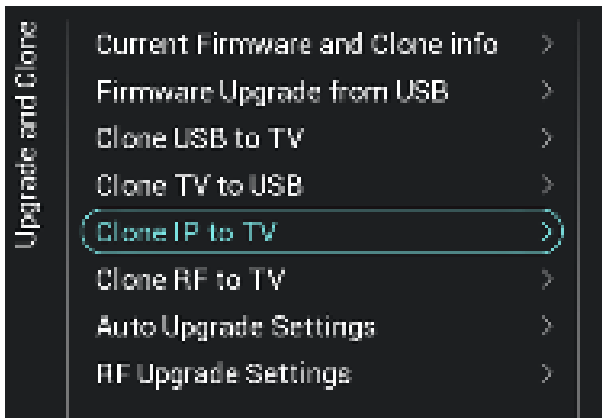 Upgrade and Clone
Current Firmware and Clone info
Firmware Upgrade from USB
Clone USB to TV
Clone TV to USB
Clone IP to TV
Clone RF to TV
Auto Upgrade Settings
RF Upgrade Settings